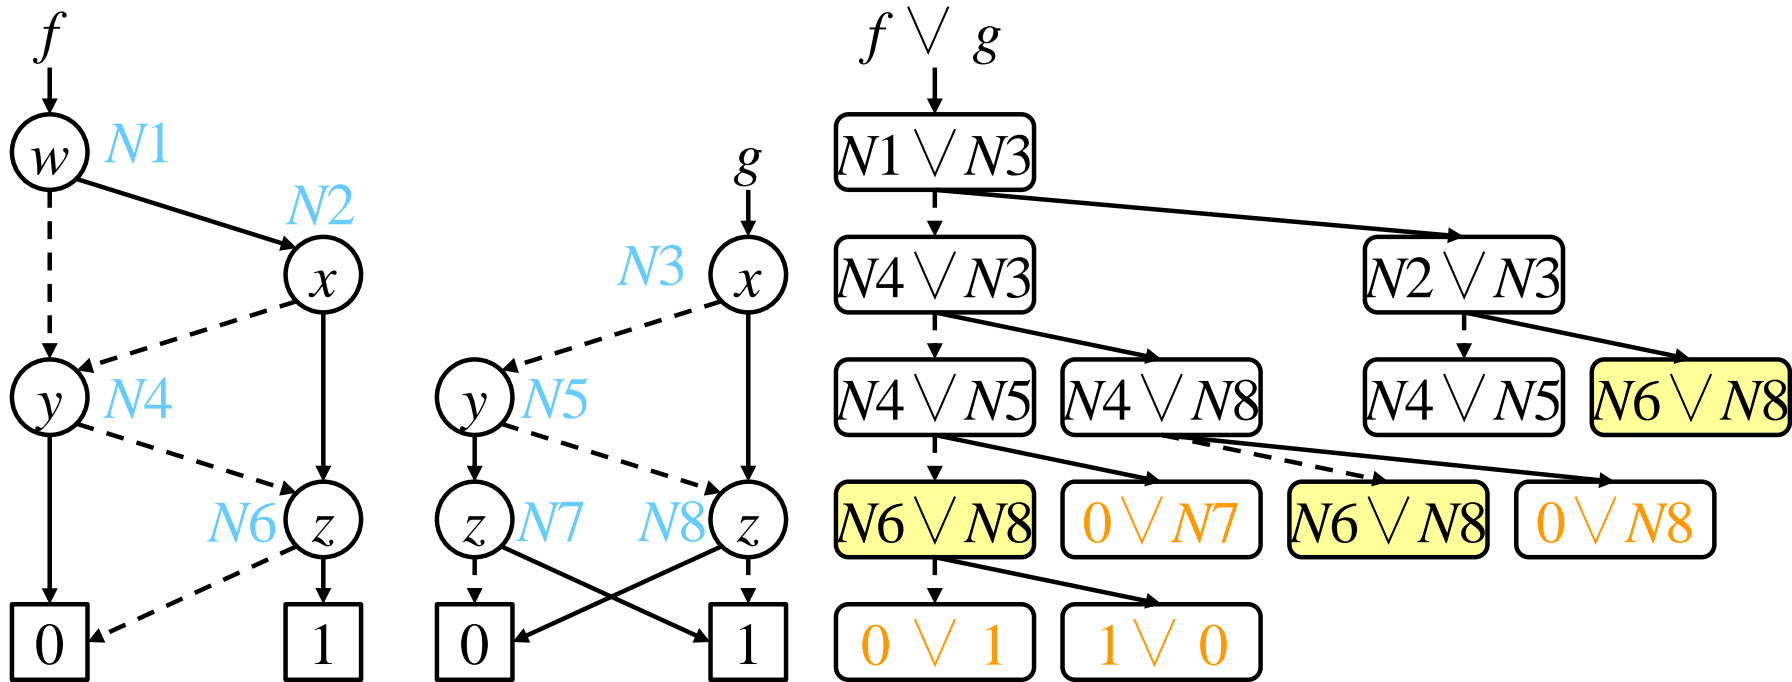 f
f ∨ g
w
N1
N1 ∨ N3
g
N2
x
N3
x
N4 ∨ N3
N2 ∨ N3
y
N4
y
N5
N4 ∨ N5
N4 ∨ N8
N4 ∨ N5
N6 ∨ N8
N6
z
z
N7
N8
z
N6 ∨ N8
0 ∨ N7
N6 ∨ N8
0 ∨ N8
0
1
0
1
0 ∨ 1
1 ∨ 0